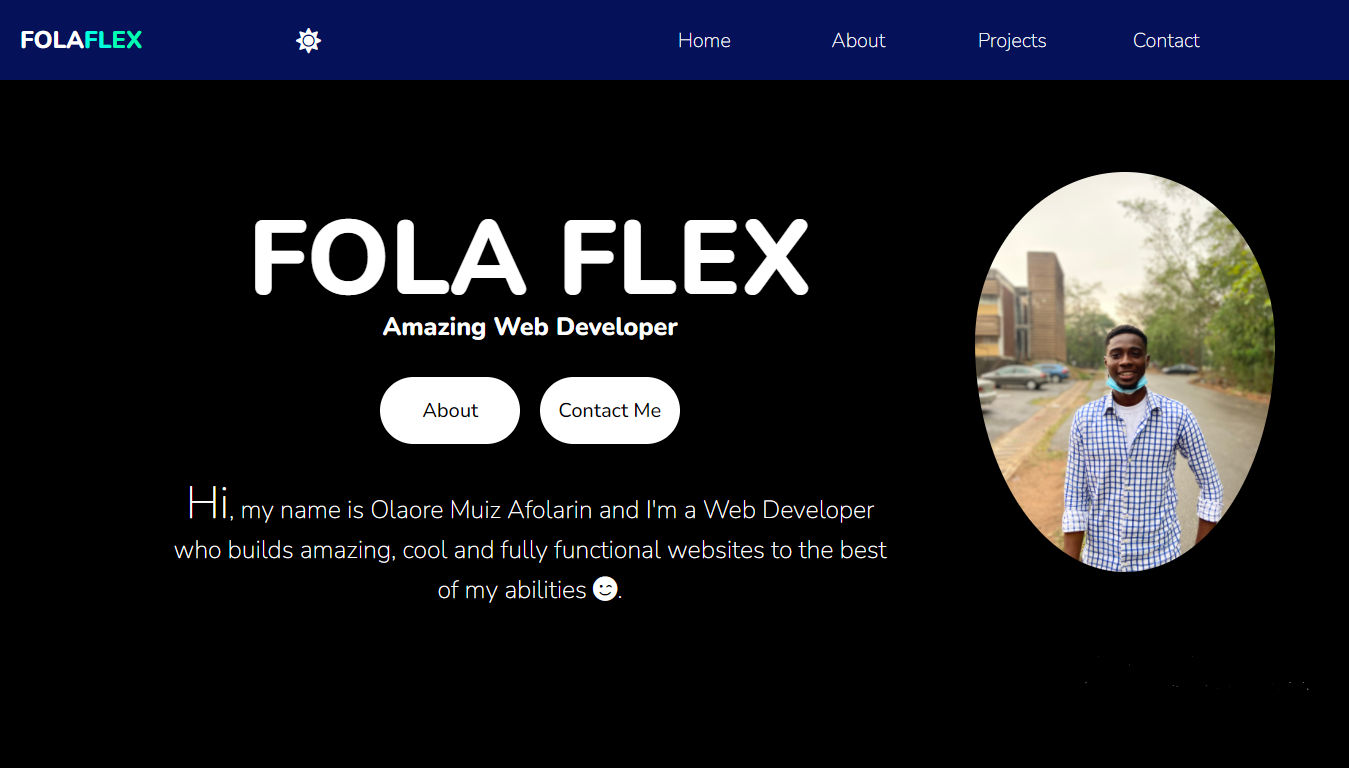 FOLAFLEX Home About Projects Contact
FOLA FLEX
Amazing Web Developer
About Contact Me
Hi, my name is Olaore Muiz Afolarin and I'm a Web Developer
who builds amazing, cool and fully functional websites to the best
of my abilities 😉.